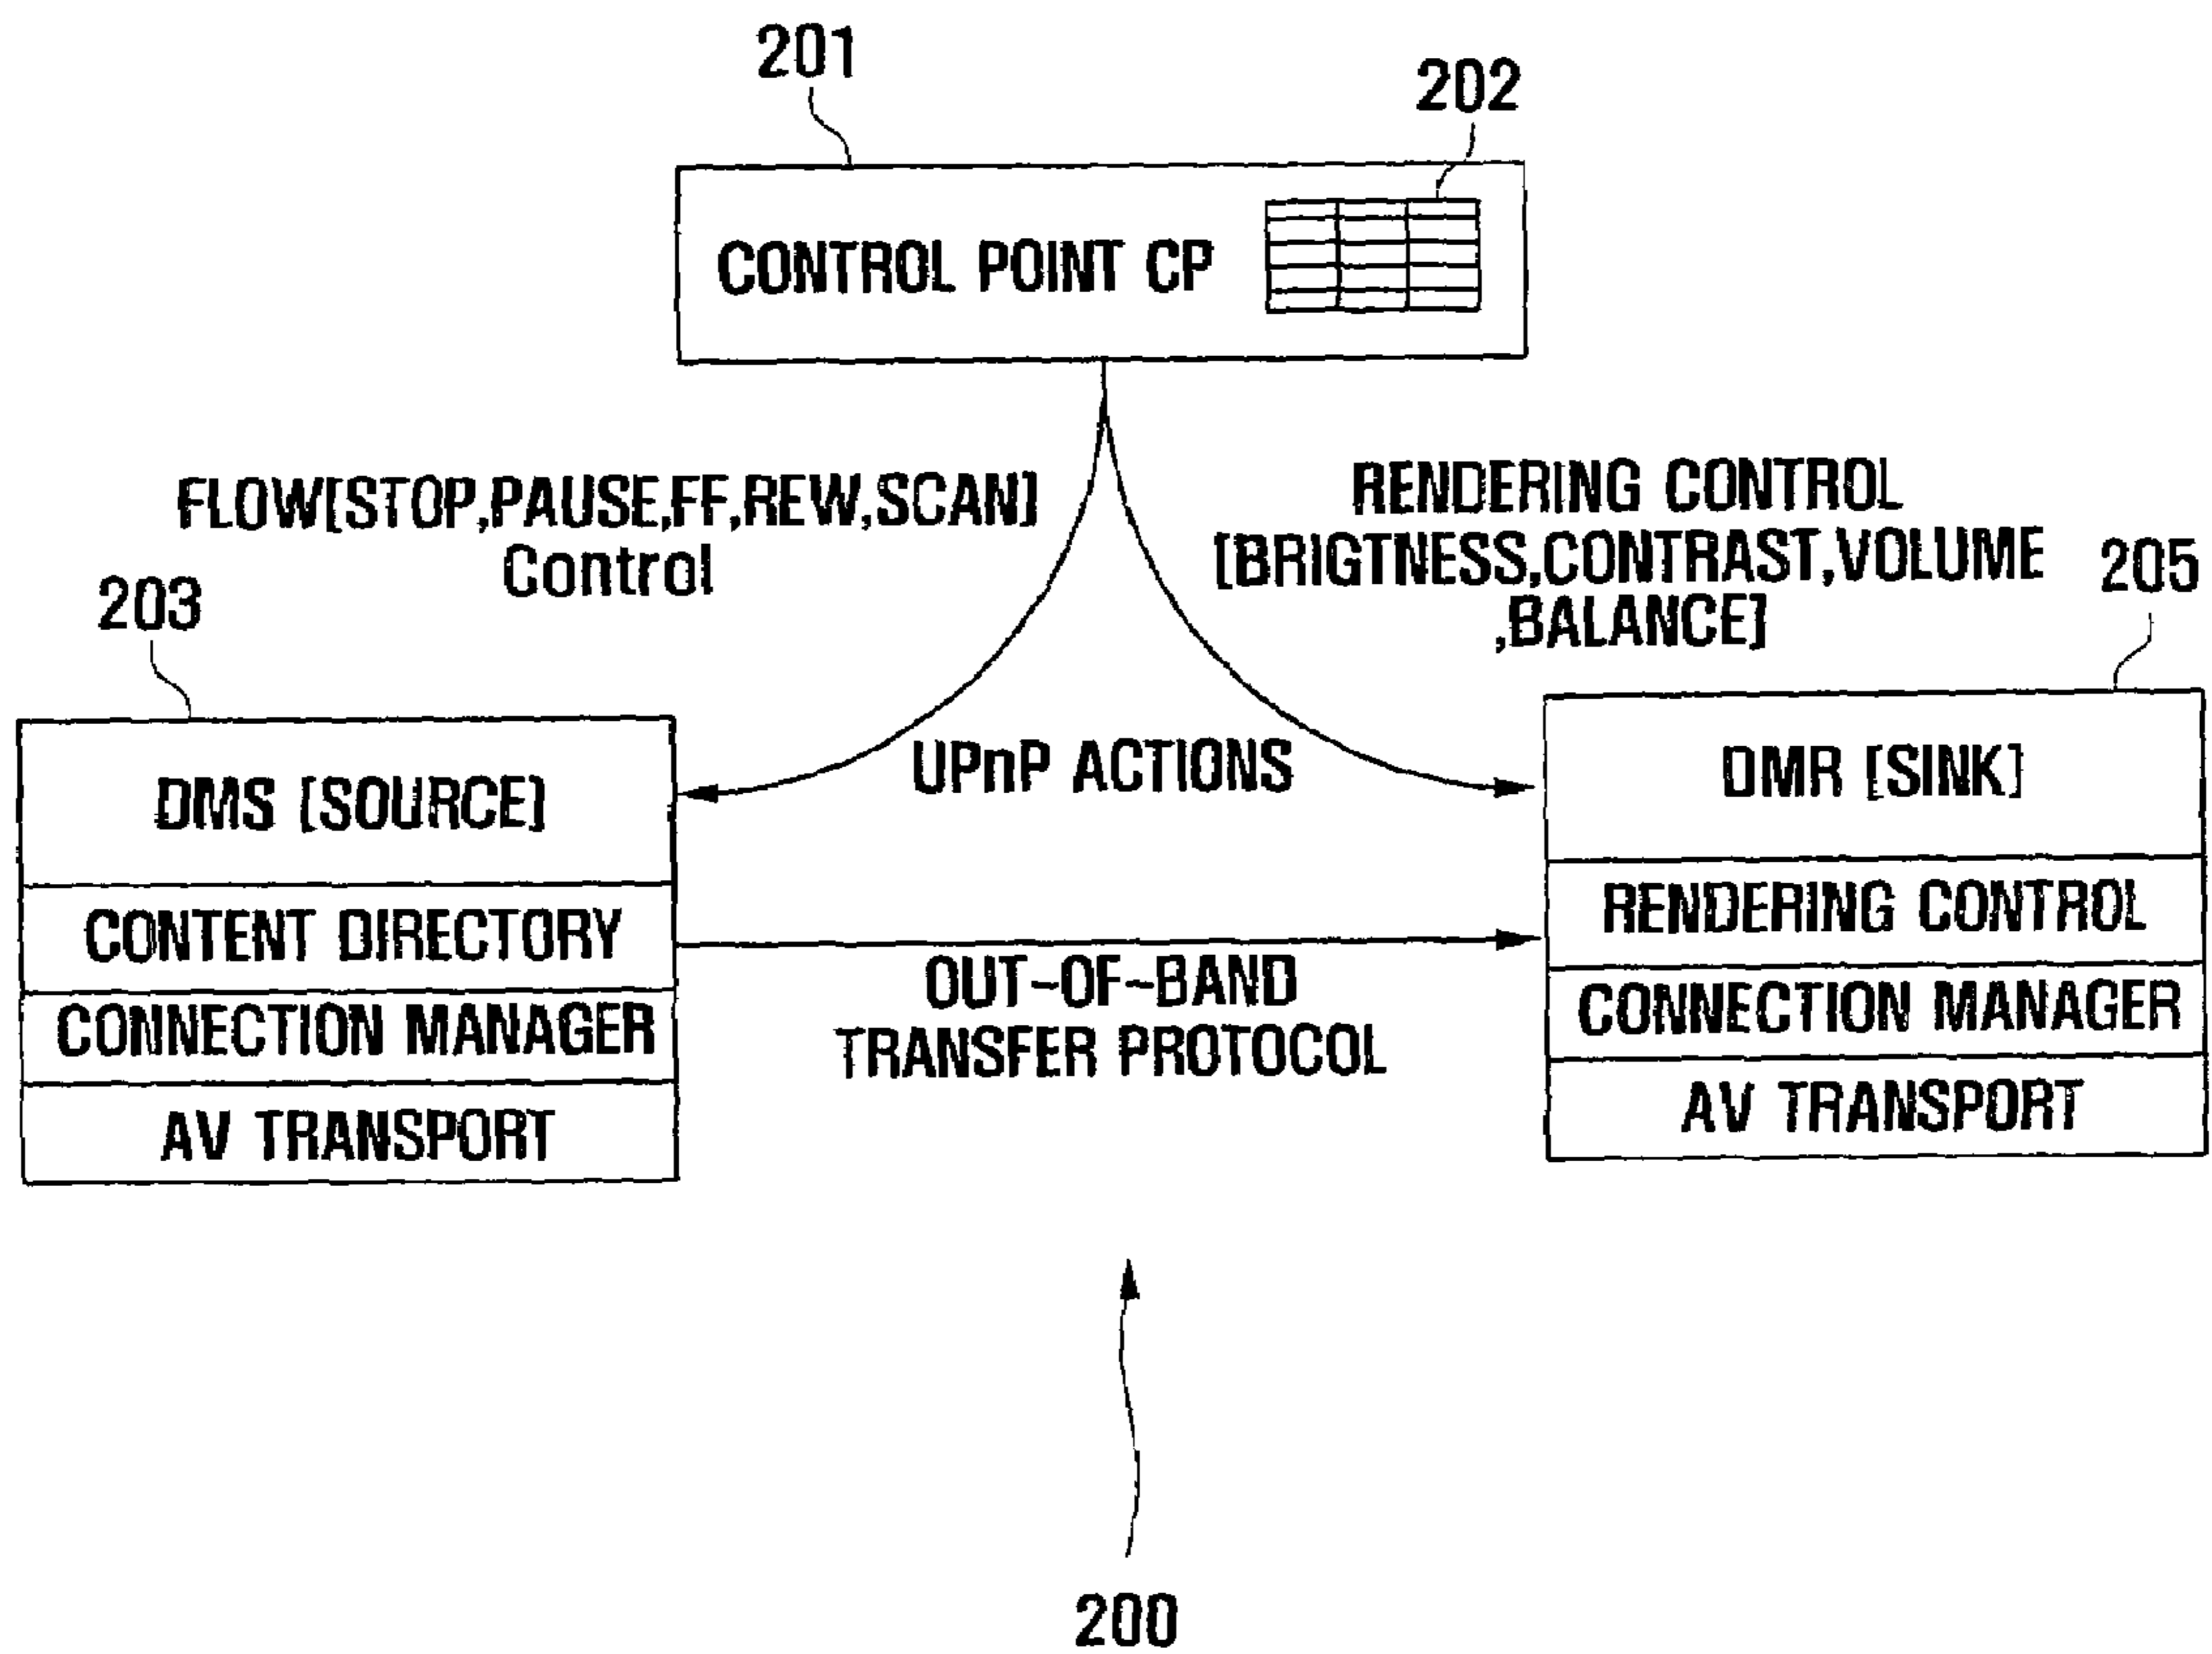 201
202
CONTROL POINT CP
FLOW[STOP,PAUSE,FF,REW,SCAN]
Control
RENDERING CONTROL
[BRIGTNESS,CONTRAST,VOLUME
,BALANCE]
203
205
DMS [SOURCE]
CONTENT DIRECTORY
CONNECTION MANAGER
AV TRANSPORT
UPnP ACTIONS
OUT-OF-BAND
TRANSFER PROTOCOL
DMR [SINK]
RENDERING CONTROL
CONNECTION MANAGER
AV TRANSPORT
200